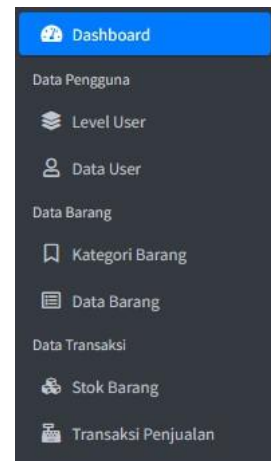 Dashboard
Data Pengguna
Level User
Data User
Data Barang
Kategori Barang
Data Barang
Data Transaksi
Stok Barang
Transaksi Penjualan